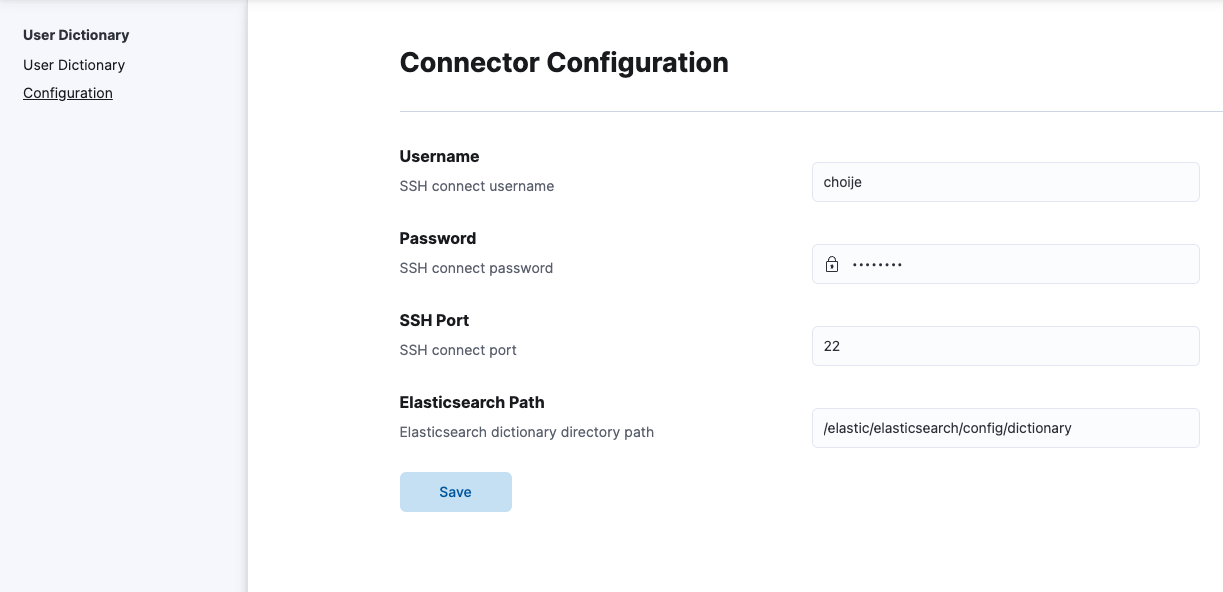 User Dictionary
User Dictionary
Configuration
Connector Configuration
Username
SSH connect username
choije
Password
SSH connect password
••••••••
SSH Port
SSH connect port
22
Elasticsearch Path
Elasticsearch dictionary directory path
/elastic/elasticsearch/config/dictionary
Save